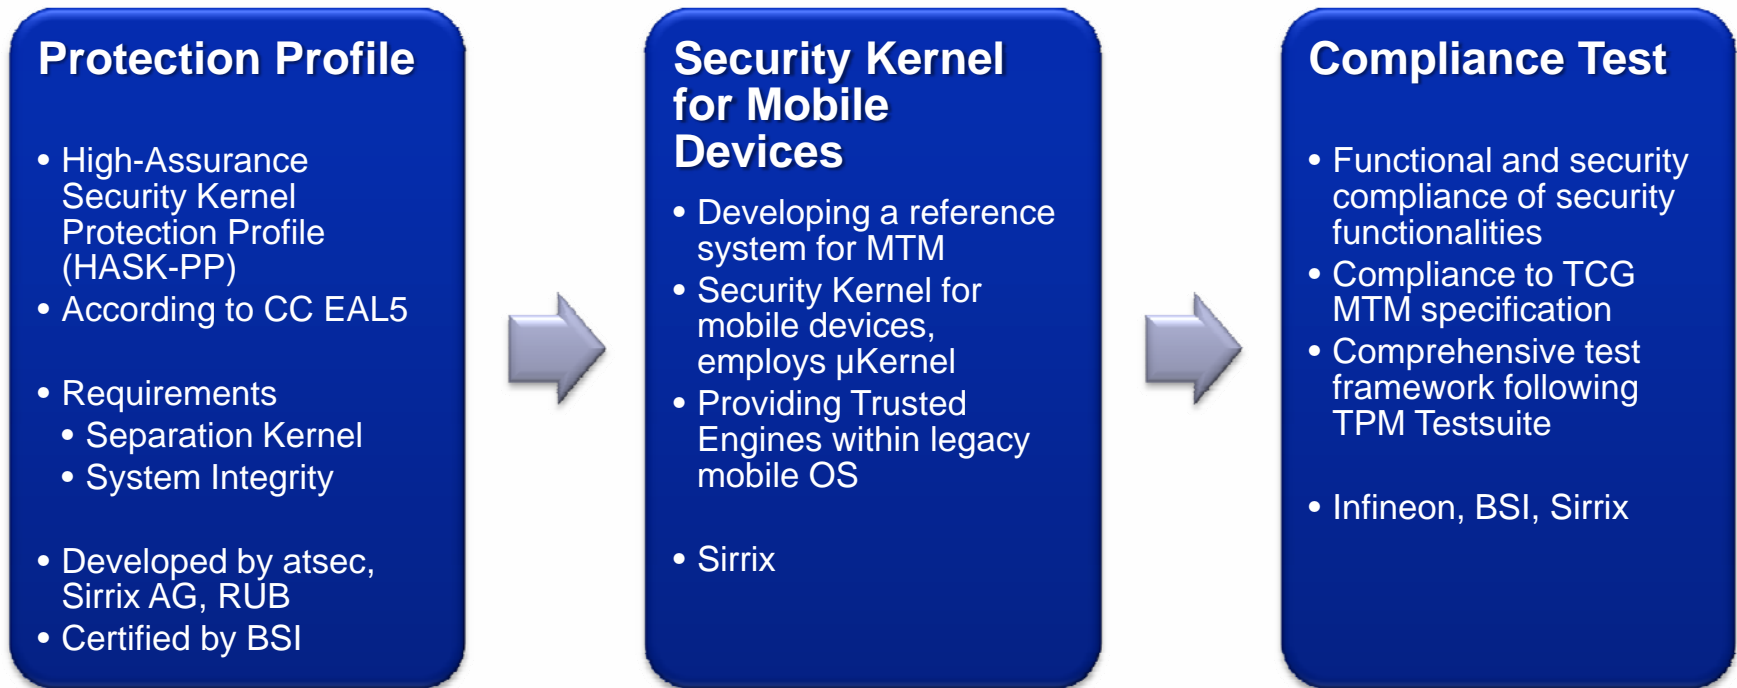 Protection Profile
• High-Assurance
Security Kernel
Protection Profile
(HASK-PP)
• According to CC EAL5
• Requirements
• Separation Kernel
• System Integrity
• Developed by atsec,
Sirrix AG, RUB
• Certified by BSI
Security Kernel
for Mobile
Devices
• Developing a reference
system for MTM
• Security Kernel for
mobile devices,
employs µKernel
• Providing Trusted
Engines within legacy
mobile OS
• Sirrix
Compliance Test
• Functional and security
compliance of security
functionalities
• Compliance to TCG
MTM specification
• Comprehensive test
framework following
TPM Testsuite
• Infineon, BSI, Sirrix